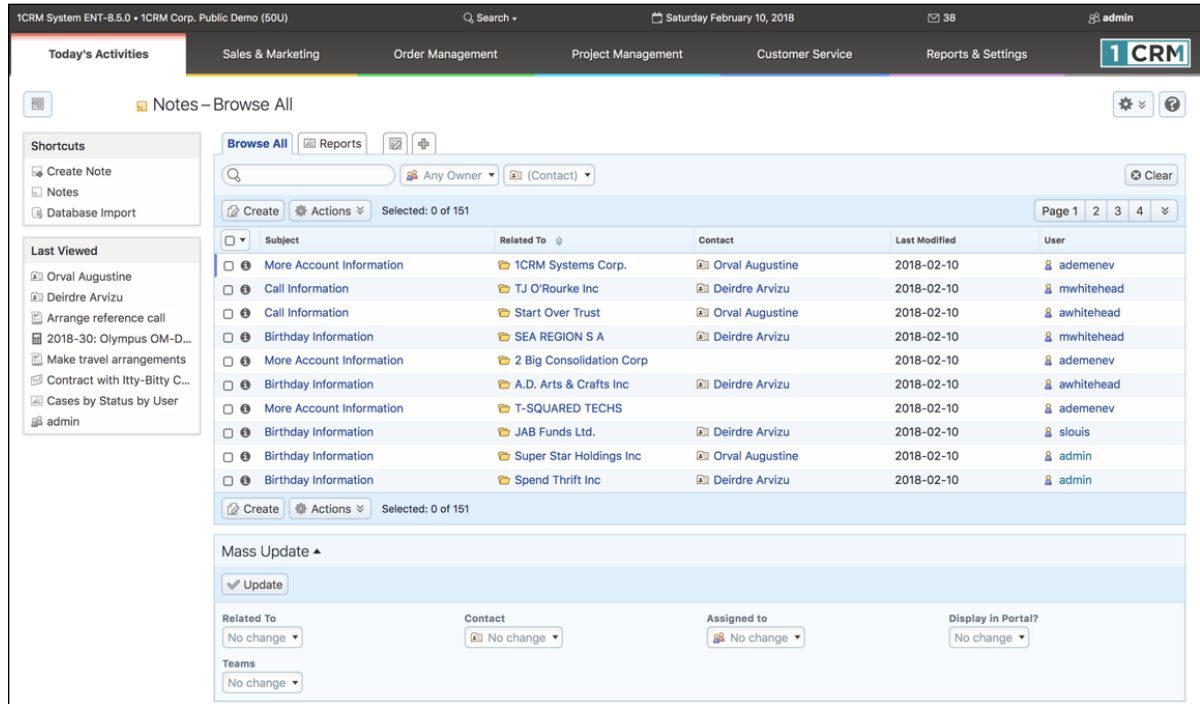 1CRM System ENT-8.5.0 • 1CRM Corp. Public Demo (50U) Search Saturday February 10, 2018 38 admin
Today's Activities Sales & Marketing Order Management Project Management Customer Service Reports & Settings 1 CRM
Notes – Browse All
Shortcuts
Create Note
Notes
Database Import
Last Viewed
Orval Augustine
Deirdre Arvizu
Arrange reference call
2018-30: Olympus OM-D...
Make travel arrangements
Contract with Itty-Bitty C...
Cases by Status by User
admin
Browse All Reports
Any Owner (Contact) Clear
Create Actions Selected: 0 of 151 Page 1 2 3 4
Subject Related To Contact Last Modified User
More Account Information 1CRM Systems Corp. Orval Augustine 2018-02-10 ademenev
Call Information TJ O'Rourke Inc Deirdre Arvizu 2018-02-10 mwhitehead
Call Information Start Over Trust Orval Augustine 2018-02-10 awhitehead
Birthday Information SEA REGION S A Deirdre Arvizu 2018-02-10 mwhitehead
More Account Information 2 Big Consolidation Corp 2018-02-10 ademenev
Birthday Information A.D. Arts & Crafts Inc Deirdre Arvizu 2018-02-10 awhitehead
More Account Information T-SQUARED TECHS 2018-02-10 ademenev
Birthday Information JAB Funds Ltd. Deirdre Arvizu 2018-02-10 slouis
Birthday Information Super Star Holdings Inc Orval Augustine 2018-02-10 admin
Birthday Information Spend Thrift Inc Deirdre Arvizu 2018-02-10 admin
Create Actions Selected: 0 of 151
Mass Update
Update
Related To Contact Assigned to Display in Portal?
No change No change No change No change
Teams
No change